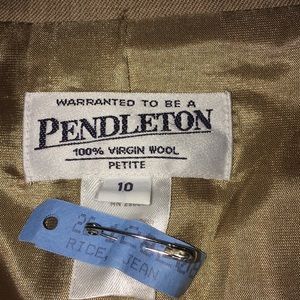 WARRANTED TO BE A
PENDLETON
100% VIRGIN WOOL
PETITE
10
RICE, JEAN